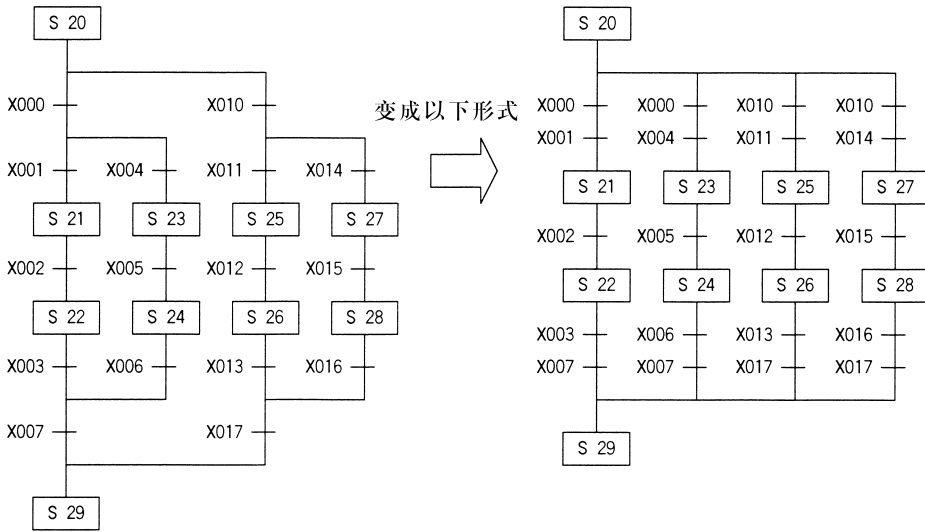 S 20
S 20
X000
X010
变成以下形式
X000
X000
X010
X010
X001
X004
X011
X014
X001
X004
X011
X014
S 21
S 23
S 25
S 27
S 21
S 23
S 25
S 27
X002
X005
X012
X015
X002
X005
X012
X015
S 22
S 24
S 26
S 28
S 22
S 24
S 26
S 28
X003
X006
X013
X016
X003
X006
X013
X016
X007
X007
X017
X017
X007
X017
S 29
S 29